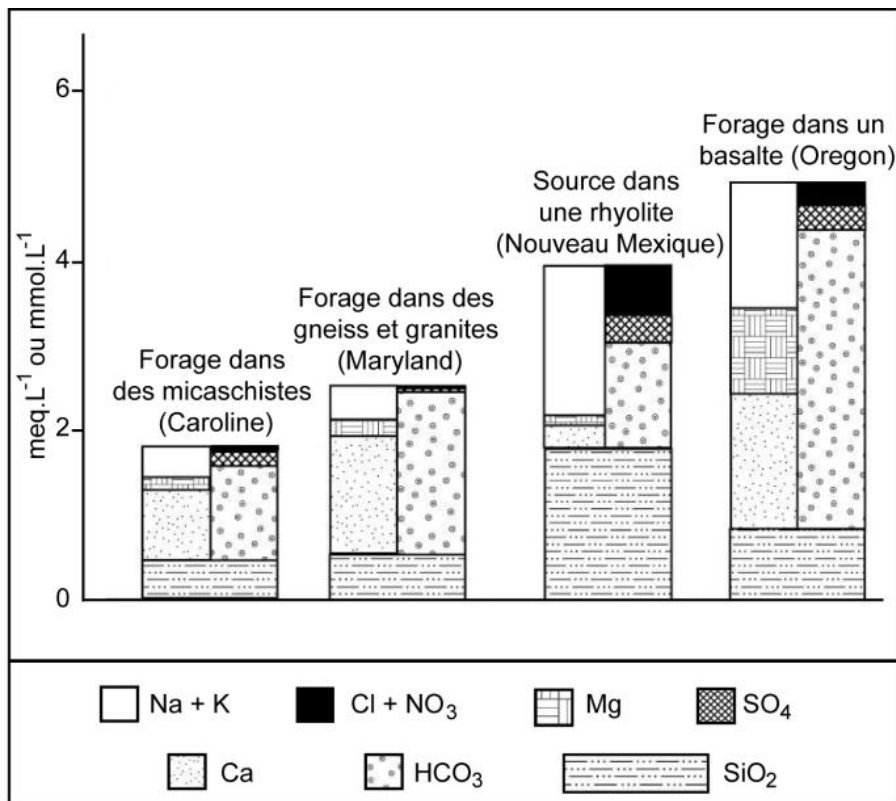 meq.L⁻¹ ou mmol.L⁻¹
6
4
2
0
Forage dans
des micaschistes
(Caroline)
Forage dans des
gneiss et granites
(Maryland)
Source dans
une rhyolite
(Nouveau Mexique)
Forage dans un
basalte (Oregon)
Na + K
Cl + NO₃
Mg
SO₄
Ca
HCO₃
SiO₂